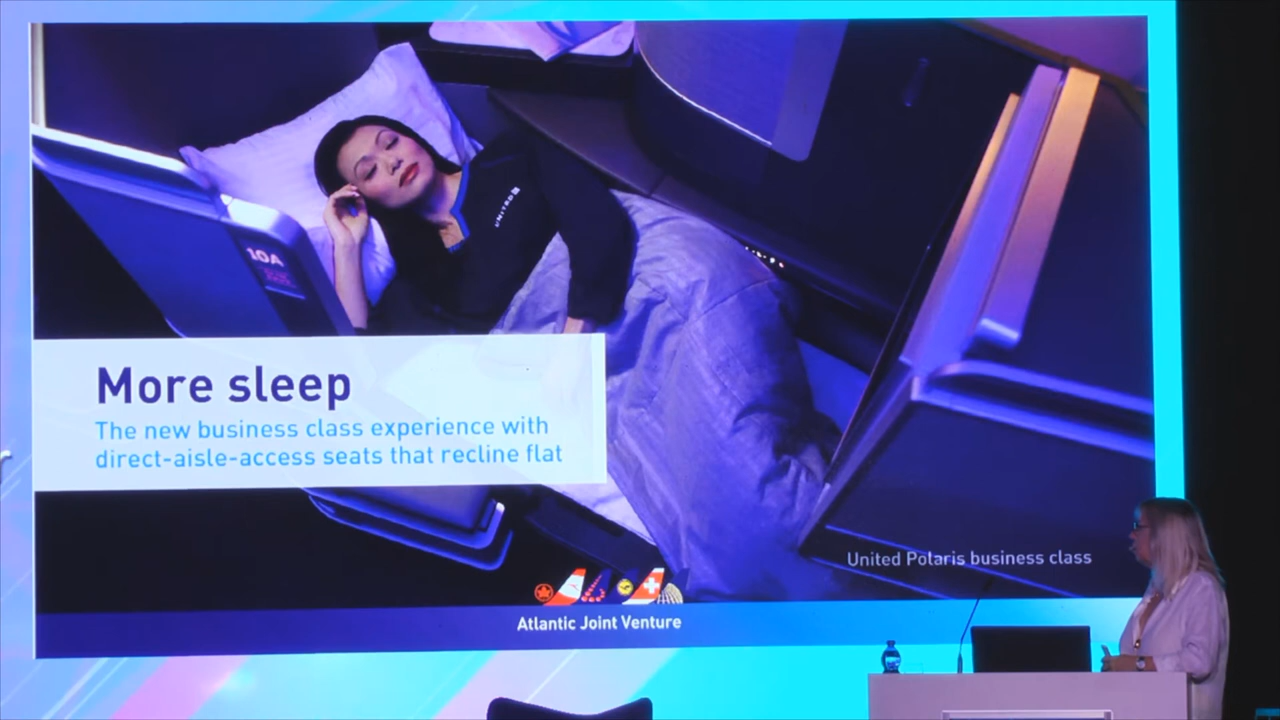 UNITED
10A
More sleep
The new business class experience with
direct-aisle-access seats that recline flat
United Polaris business class
Atlantic Joint Venture